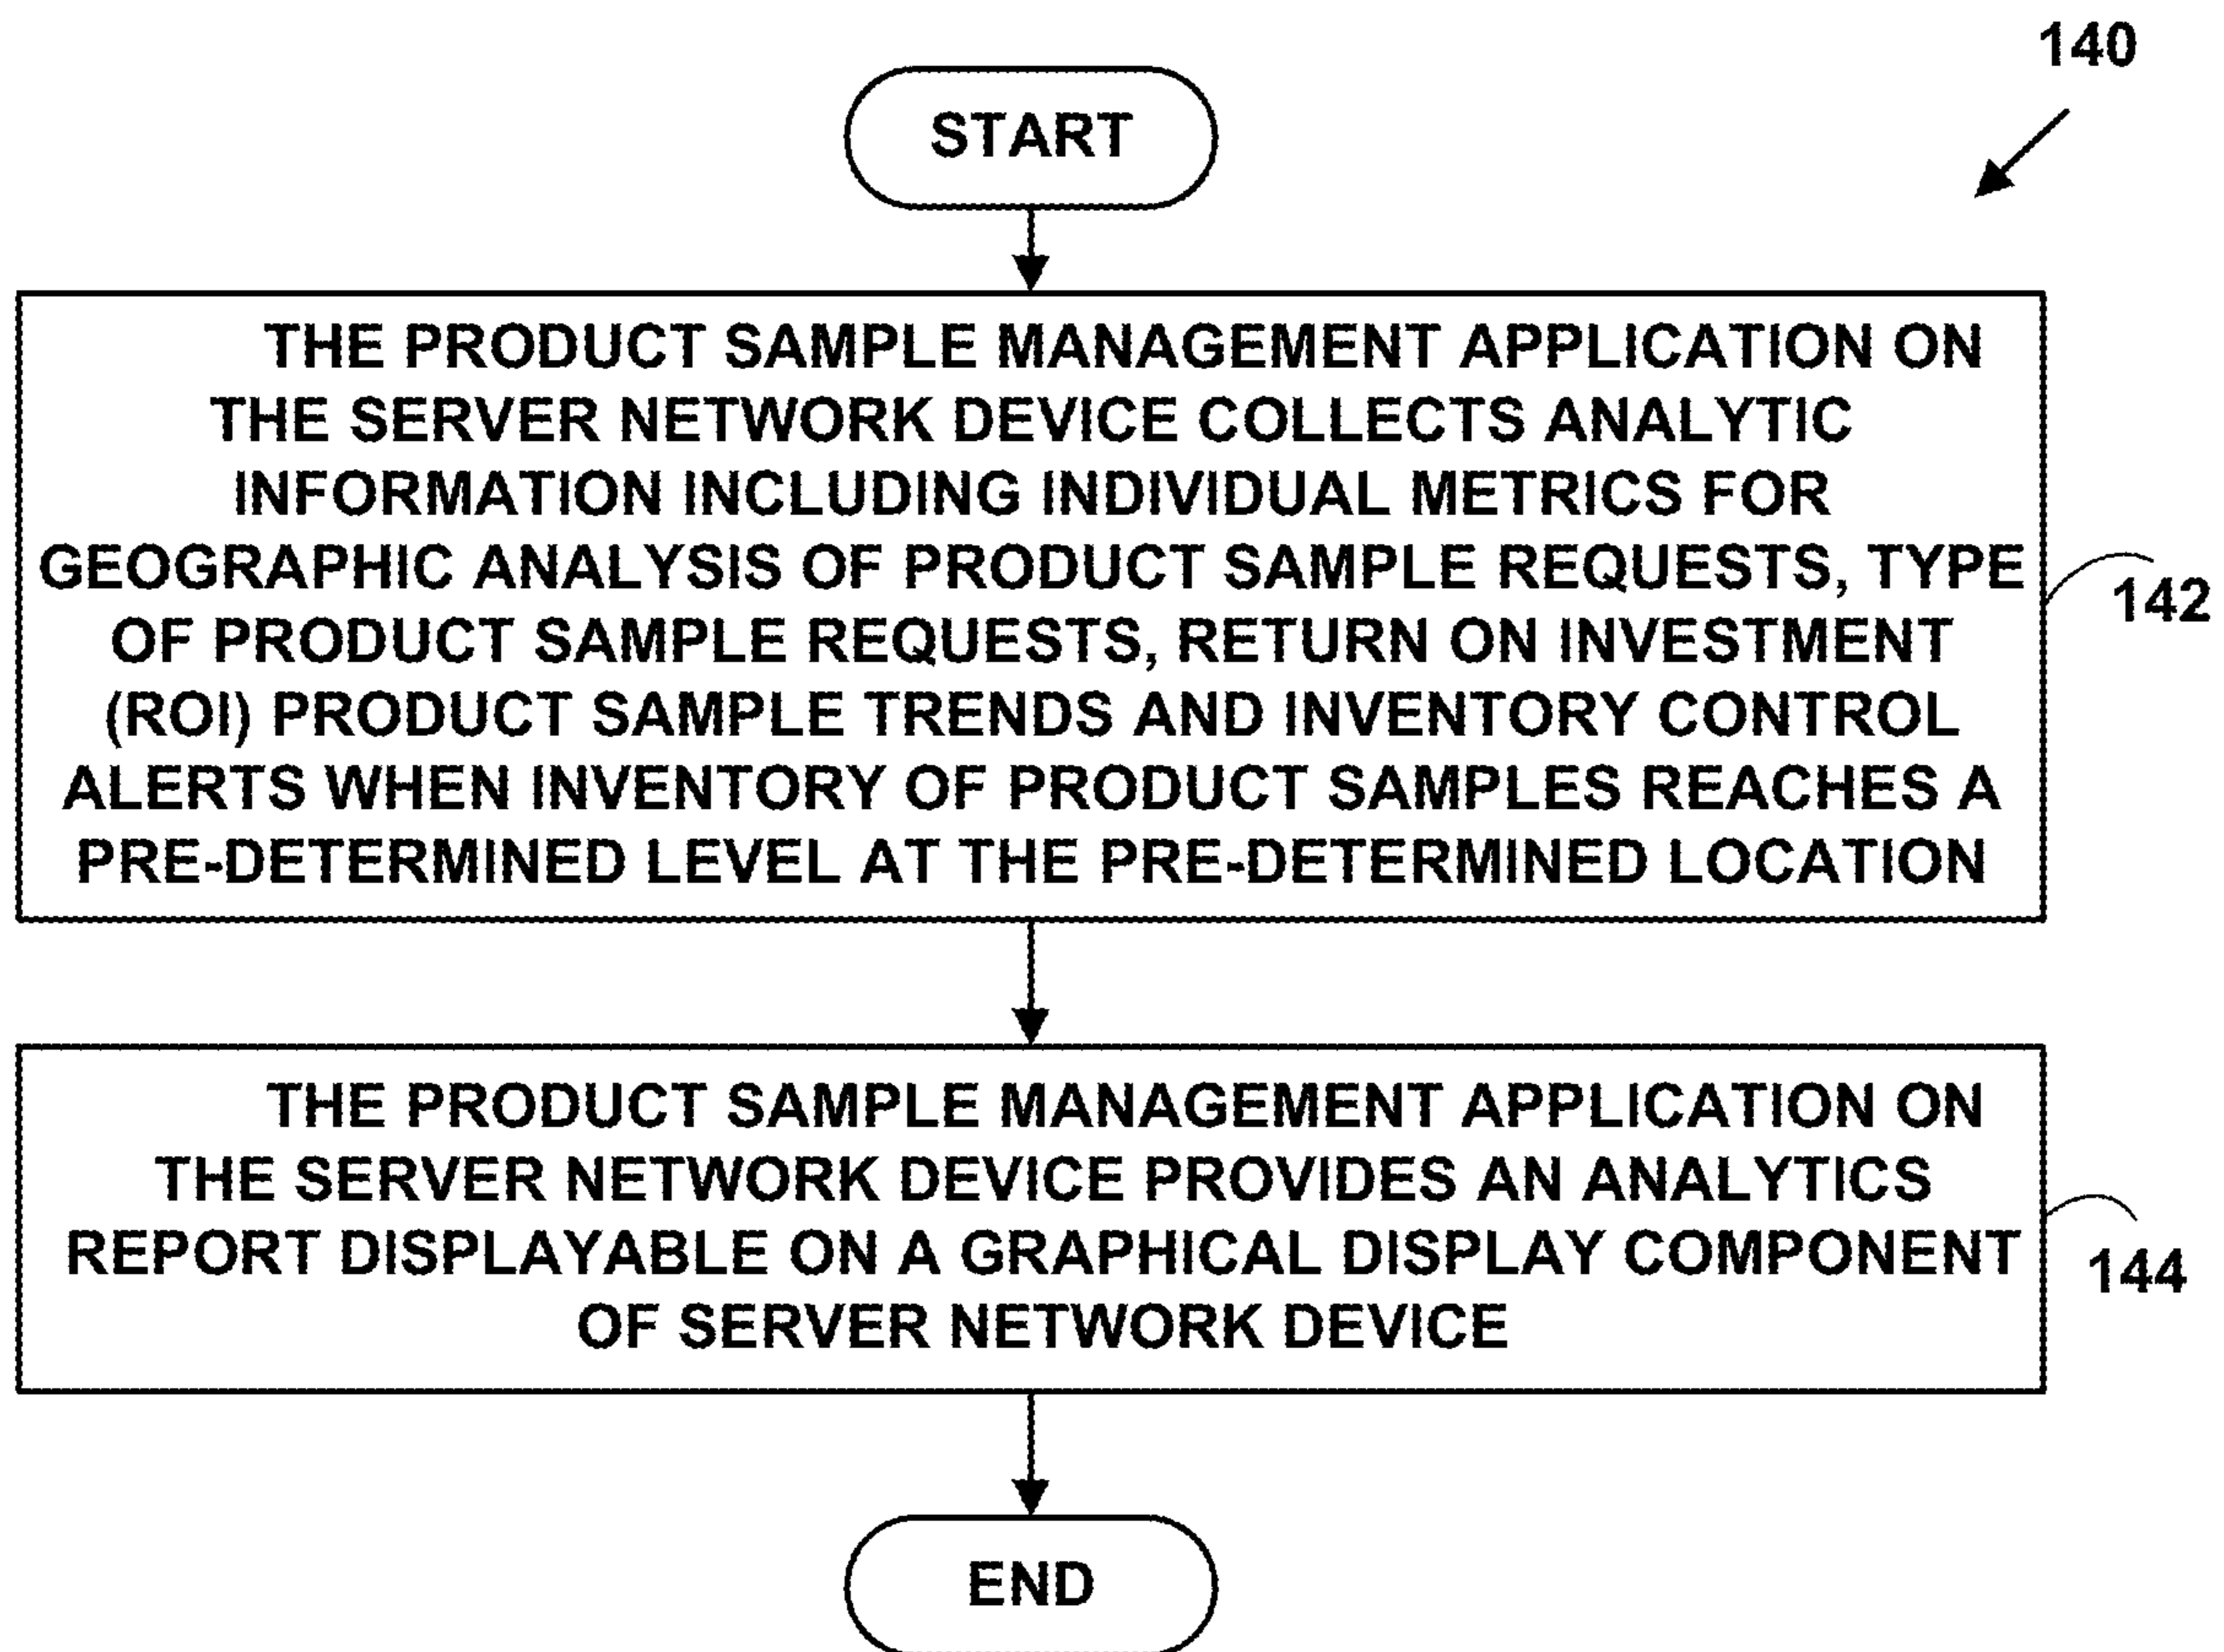 140
START
THE PRODUCT SAMPLE MANAGEMENT APPLICATION ON
THE SERVER NETWORK DEVICE COLLECTS ANALYTIC
INFORMATION INCLUDING INDIVIDUAL METRICS FOR
GEOGRAPHIC ANALYSIS OF PRODUCT SAMPLE REQUESTS, TYPE
OF PRODUCT SAMPLE REQUESTS, RETURN ON INVESTMENT
(ROI) PRODUCT SAMPLE TRENDS AND INVENTORY CONTROL
ALERTS WHEN INVENTORY OF PRODUCT SAMPLES REACHES A
PRE-DETERMINED LEVEL AT THE PRE-DETERMINED LOCATION
142
THE PRODUCT SAMPLE MANAGEMENT APPLICATION ON
THE SERVER NETWORK DEVICE PROVIDES AN ANALYTICS
REPORT DISPLAYABLE ON A GRAPHICAL DISPLAY COMPONENT
OF SERVER NETWORK DEVICE
144
END